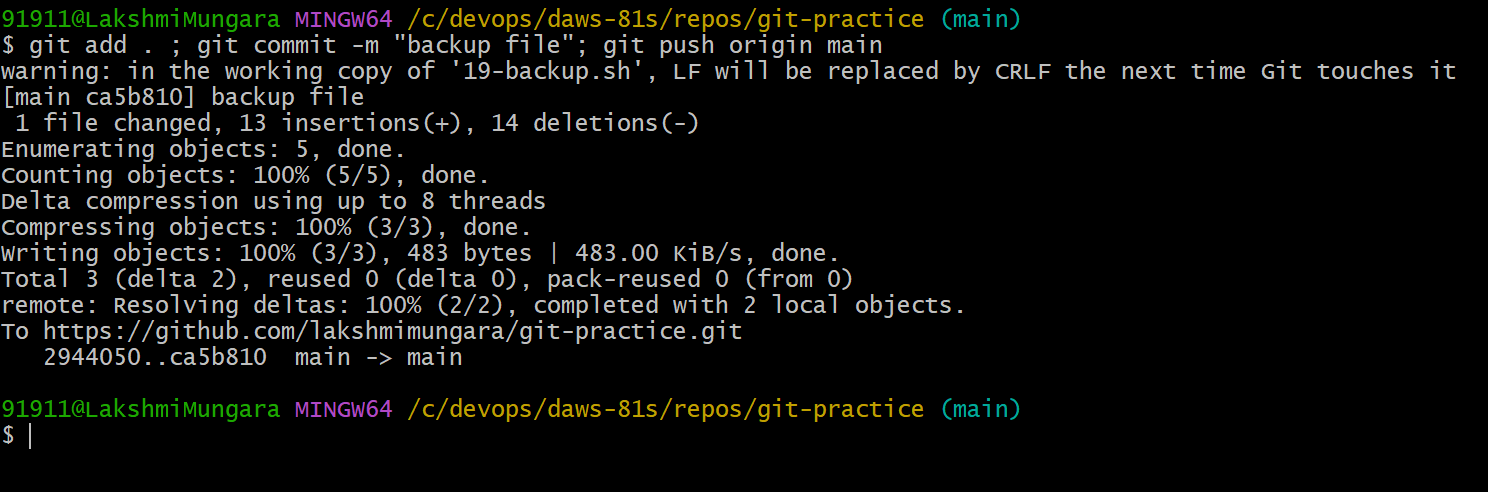 91911@LakshmiMungara MINGW64 /c/devops/daws-81s/repos/git-practice (main)
$ git add . ; git commit -m "backup file"; git push origin main
warning: in the working copy of '19-backup.sh', LF will be replaced by CRLF the next time Git touches it
[main ca5b810] backup file
 1 file changed, 13 insertions(+), 14 deletions(-)
Enumerating objects: 5, done.
Counting objects: 100% (5/5), done.
Delta compression using up to 8 threads
Compressing objects: 100% (3/3), done.
Writing objects: 100% (3/3), 483 bytes | 483.00 KiB/s, done.
Total 3 (delta 2), reused 0 (delta 0), pack-reused 0 (from 0)
remote: Resolving deltas: 100% (2/2), completed with 2 local objects.
To https://github.com/lakshmimungara/git-practice.git
   2944050..ca5b810  main -> main
91911@LakshmiMungara MINGW64 /c/devops/daws-81s/repos/git-practice (main)
$